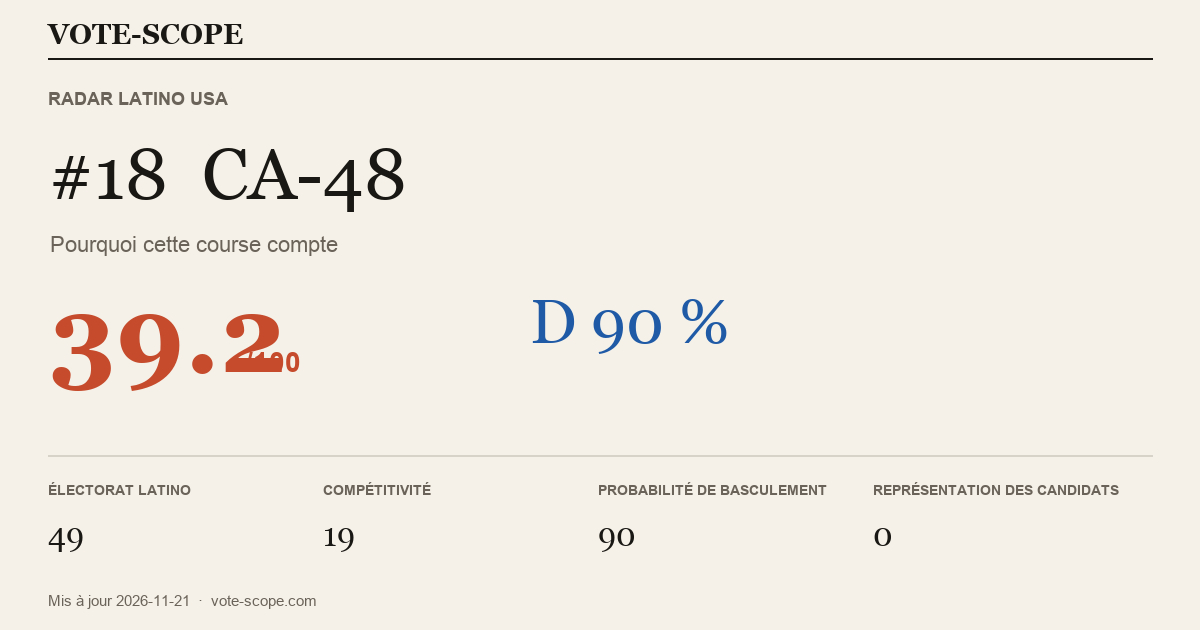 VOTE-SCOPE
RADAR LATINO USA
#18 CA-48
Pourquoi cette course compte
39.2 /100
D 90 %
ÉLECTORAT LATINO
COMPÉTITIVITÉ
PROBABILITÉ DE BASCULEMENT
REPRÉSENTATION DES CANDIDATS
49
19
90
0
Mis à jour 2026-11-21 · vote-scope.com